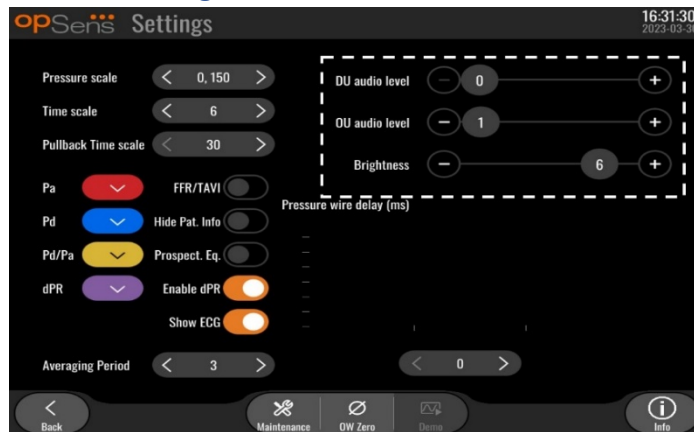 opSens Settings
16:31:30
2023-03-30
Pressure scale < 0, 150 >
Time scale < 6 >
Pullback Time scale < 30 >
DU audio level − 0 +
OU audio level − 1 +
Brightness − 6 +
Pa
FFR/TAVI
Pd
Hide Pat. Info
Pd/Pa
Prospect. Eq.
dPR
Enable dPR
Show ECG
Pressure wire delay (ms)
Averaging Period < 3 >
< 0 >
Back
Maintenance
OW Zero
Demo
Info